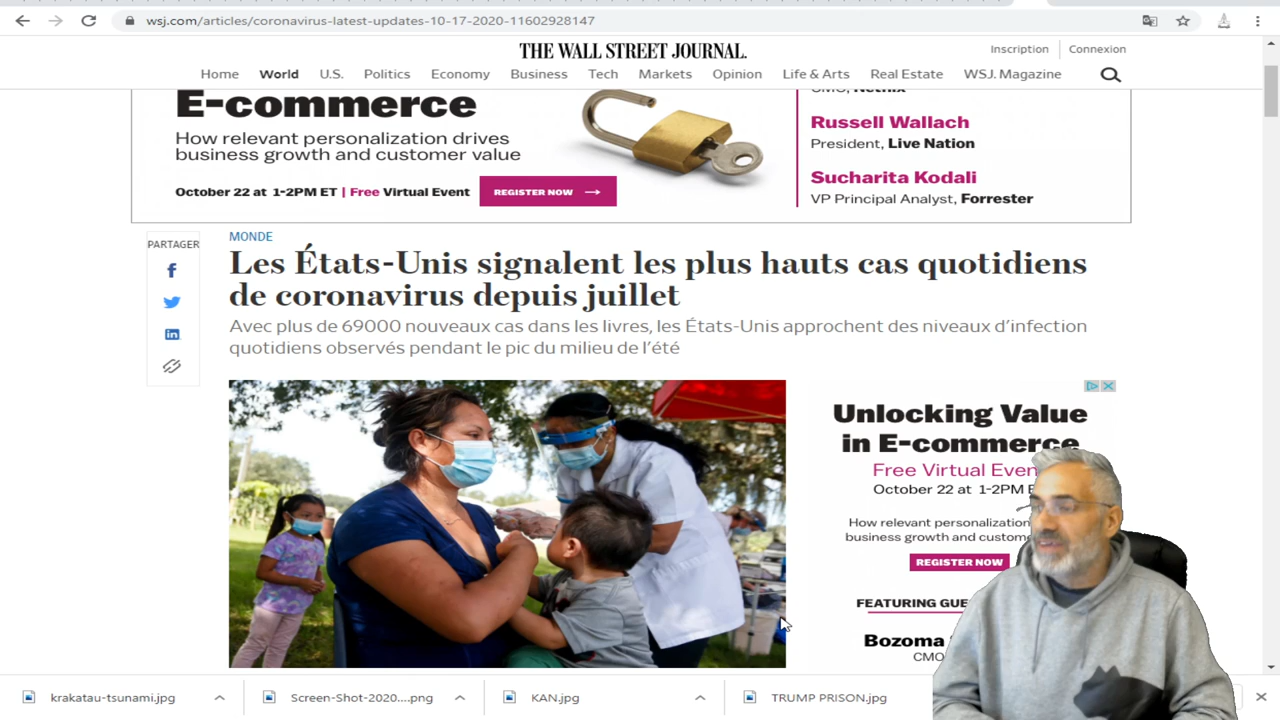 wsj.com/articles/coronavirus-latest-updates-10-17-2020-11602928147
THE WALL STREET JOURNAL.
Inscription
Connexion
Home World U.S. Politics Economy Business Tech Markets Opinion Life & Arts Real Estate WSJ. Magazine
E-commerce
How relevant personalization drives
business growth and customer value
October 22 at 1-2PM ET | Free Virtual Event
REGISTER NOW
CMO, Netflix
Russell Wallach
President, Live Nation
Sucharita Kodali
VP Principal Analyst, Forrester
PARTAGER
MONDE
Les États-Unis signalent les plus hauts cas quotidiens
de coronavirus depuis juillet
Avec plus de 69000 nouveaux cas dans les livres, les États-Unis approchent des niveaux d'infection
quotidiens observés pendant le pic du milieu de l'été
Unlocking Value
in E-commerce
Free Virtual
October 22 at 1-2PM
How relevant personalization
business growth and
REGISTER NOW
FEATURING
Bozoma
CMO
krakatau-tsunami.jpg
Screen-Shot-2020....png
KAN.jpg
TRUMP PRISON.jpg